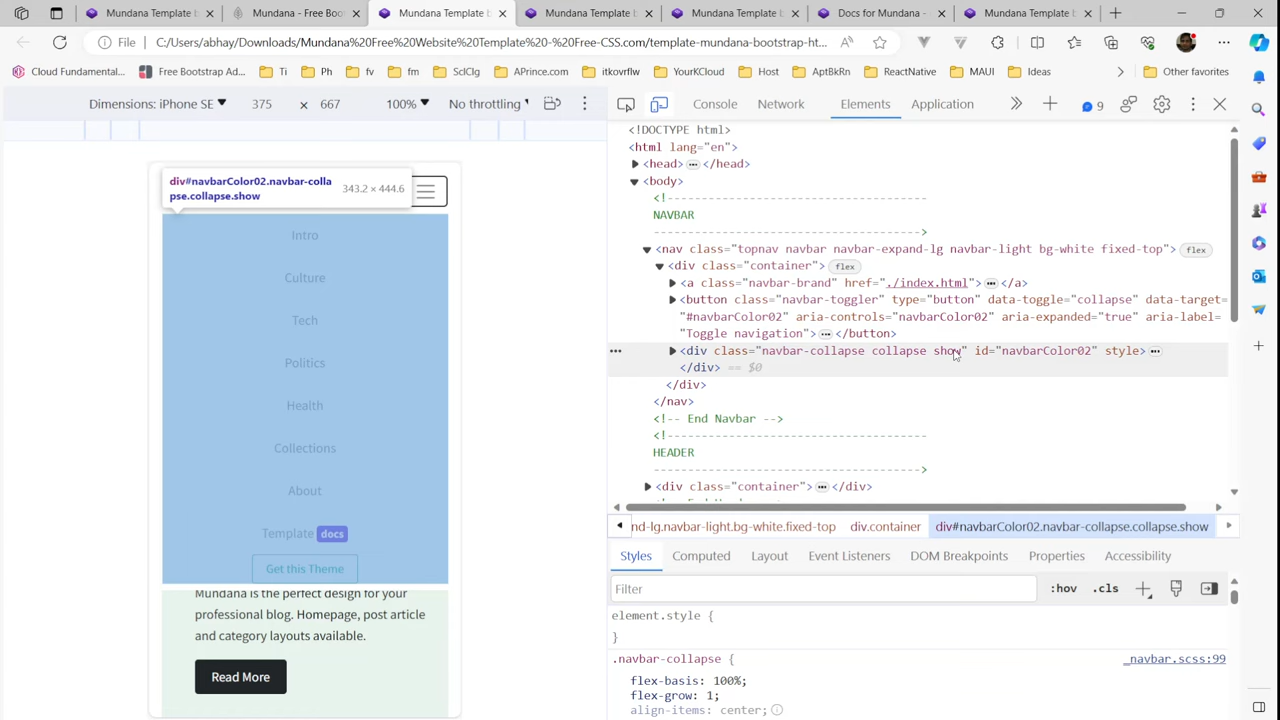 Mundana Template b
Mundana - Free Boo
Mundana Template b
Mundana Template b
Mundana Template b
Docs for Mundana -
Mundana Template b
File
C:/Users/abhay/Downloads/Mundana%20Free%20Website%20Template%20-%20Free-CSS.com/template-mundana-bootstrap-ht...
Cloud Fundamental...
Free Bootstrap Ad...
Ti
Ph
fv
fm
SclClg
APrince.com
itkovrflw
YourKCloud
Host
AptBkRn
ReactNative
MAUI
Ideas
Other favorites
Dimensions: iPhone SE
375
×
667
100%
No throttling
Console
Network
Elements
Application
9
div#navbarColor02.navbar-colla
pse.collapse.show
343.2 × 444.6
Intro
Culture
Tech
Politics
Health
Collections
About
Template docs
Get this Theme
Mundana is the perfect design for your
professional blog. Homepage, post article
and category layouts available.
Read More
<!DOCTYPE html>
<html lang="en">
<head> ... </head>
<body>
<!------------------------------------
NAVBAR
------------------------------------->
<nav class="topnav navbar navbar-expand-lg navbar-light bg-white fixed-top"> flex
<div class="container"> flex
<a class="navbar-brand" href="./index.html"> ... </a>
<button class="navbar-toggler" type="button" data-toggle="collapse" data-target=
"#navbarColor02" aria-controls="navbarColor02" aria-expanded="true" aria-label=
"Toggle navigation"> ... </button>
... <div class="navbar-collapse collapse show" id="navbarColor02" style> ...
</div> == $0
</div>
</nav>
<!-- End Navbar -->
<!------------------------------------
HEADER
------------------------------------->
<div class="container"> ... </div>
nd-lg.navbar-light.bg-white.fixed-top
div.container
div#navbarColor02.navbar-collapse.collapse.show
Styles
Computed
Layout
Event Listeners
DOM Breakpoints
Properties
Accessibility
Filter
:hov
.cls
element.style {
}
.navbar-collapse {
_navbar.scss:99
flex-basis: 100%;
flex-grow: 1;
align-items: center;